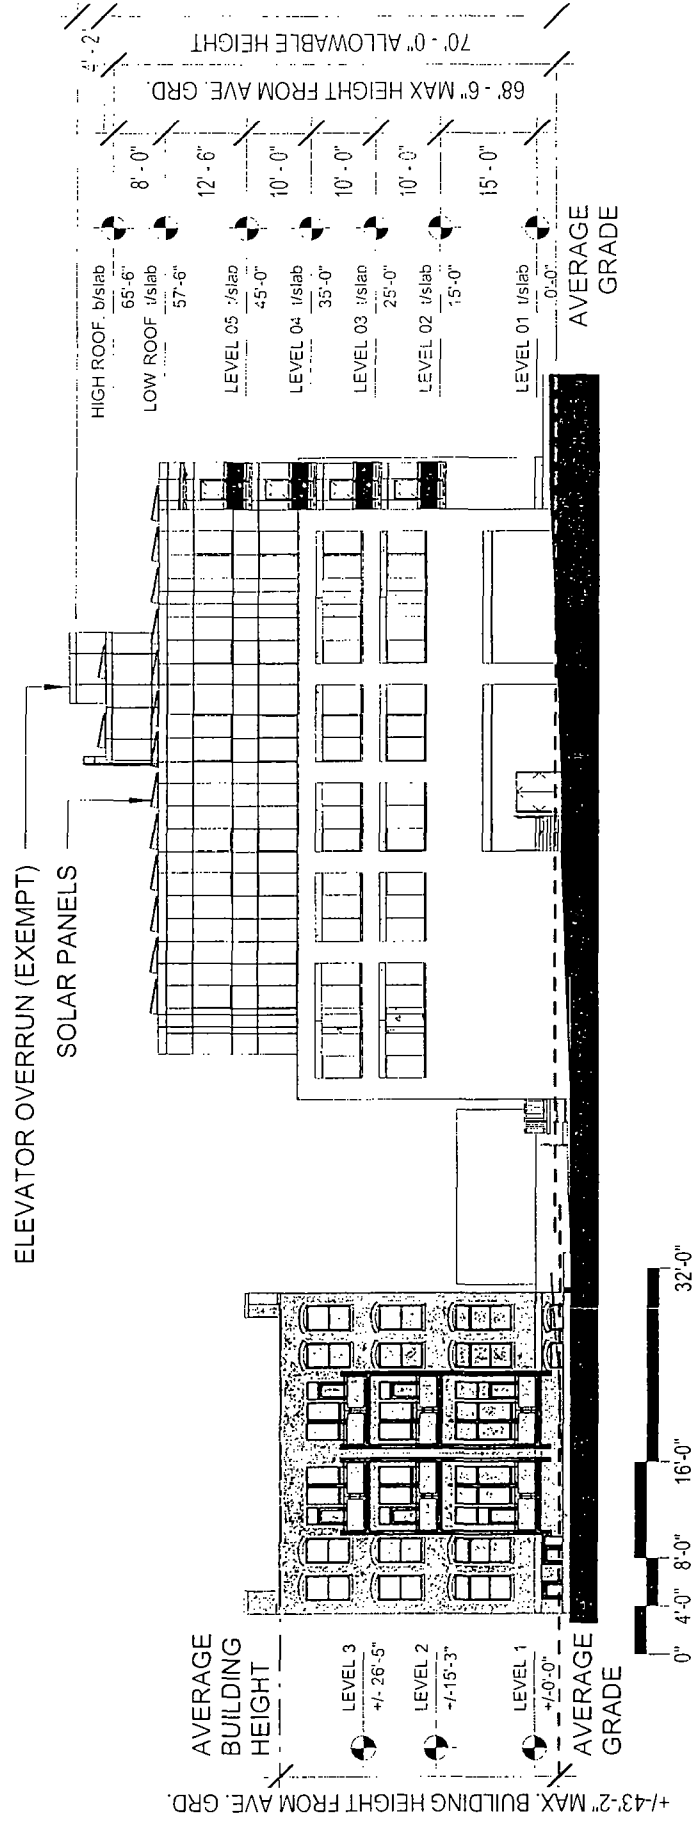 ELEVATOR OVERRUN (EXEMPT)
SOLAR PANELS
AVERAGE
BUILDING
HEIGHT
LEVEL 3
+/- 26'-5"
LEVEL 2
+/-15'-3"
LEVEL 1
+/-0'-0"
AVERAGE
GRADE
+/-43'-2" MAX. BUILDING HEIGHT FROM AVE. GRD.
0" 4'-0" 8'-0" 16'-0" 32'-0"
HIGH ROOF b/slab
65'-6"
LOW ROOF t/slab
57'-6"
LEVEL 05 t/slab
45'-0"
LEVEL 04 t/slab
35'-0"
LEVEL 03 t/slab
25'-0"
LEVEL 02 t/slab
15'-0"
LEVEL 01 t/slab
0'-0"
AVERAGE
GRADE
8' - 0"
12' - 6"
10' - 0"
10' - 0"
10' - 0"
15' - 0"
4' - 2"
68' - 6" MAX HEIGHT FROM AVE. GRD.
70' - 0" ALLOWABLE HEIGHT